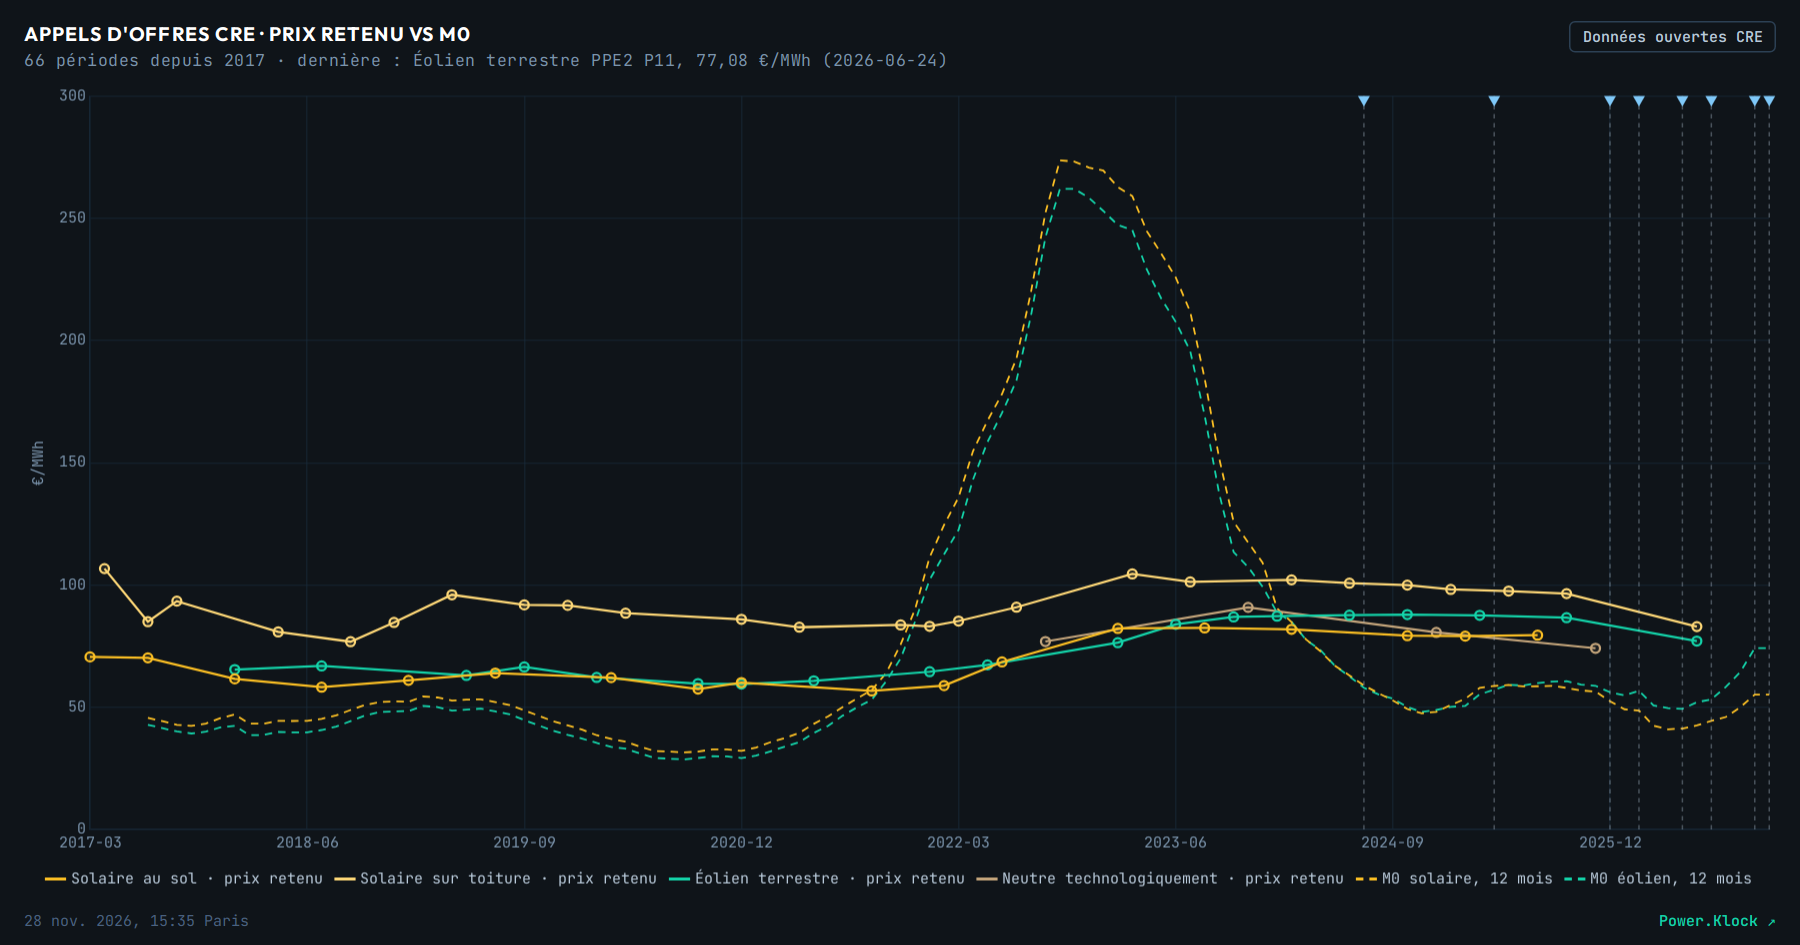 APPELS D'OFFRES CRE · PRIX RETENU VS M0
Données ouvertes CRE
66 périodes depuis 2017 · dernière : Éolien terrestre PPE2 P11, 77,08 €/MWh (2026-06-24)
300
250
200
150
100
50
0
€/MWh
2017-03 2018-06 2019-09 2020-12 2022-03 2023-06 2024-09 2025-12
Solaire au sol · prix retenu Solaire sur toiture · prix retenu Éolien terrestre · prix retenu Neutre technologiquement · prix retenu M0 solaire, 12 mois M0 éolien, 12 mois
28 nov. 2026, 15:35 Paris
Power.Klock ↗